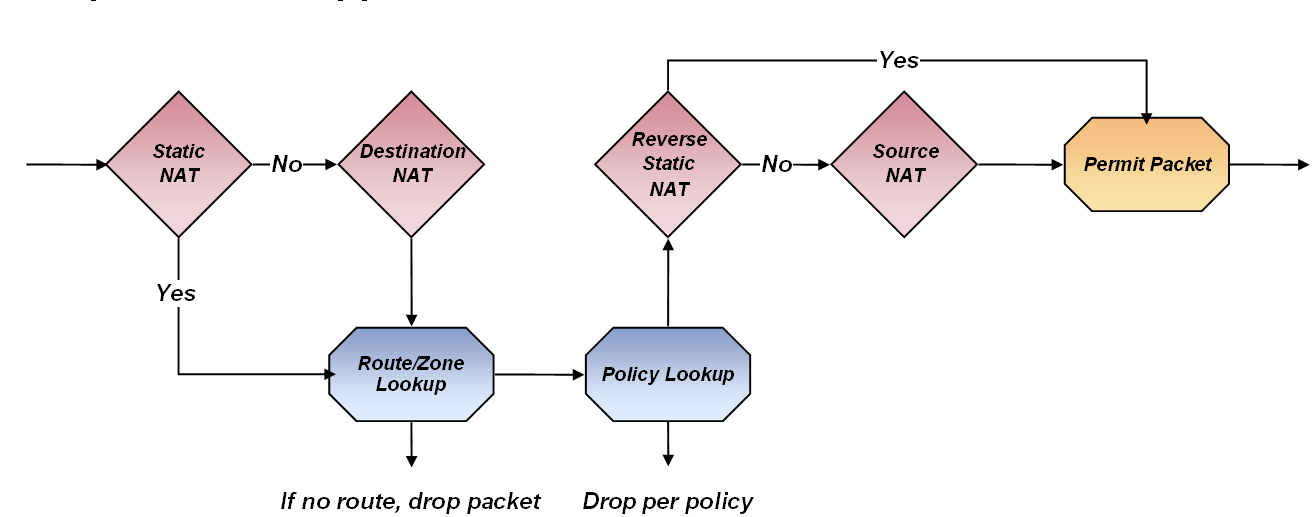 Yes
Static
NAT
No
Destination
NAT
Reverse
Static
NAT
No
Source
NAT
Permit Packet
Yes
Route/Zone
Lookup
Policy Lookup
If no route, drop packet
Drop per policy